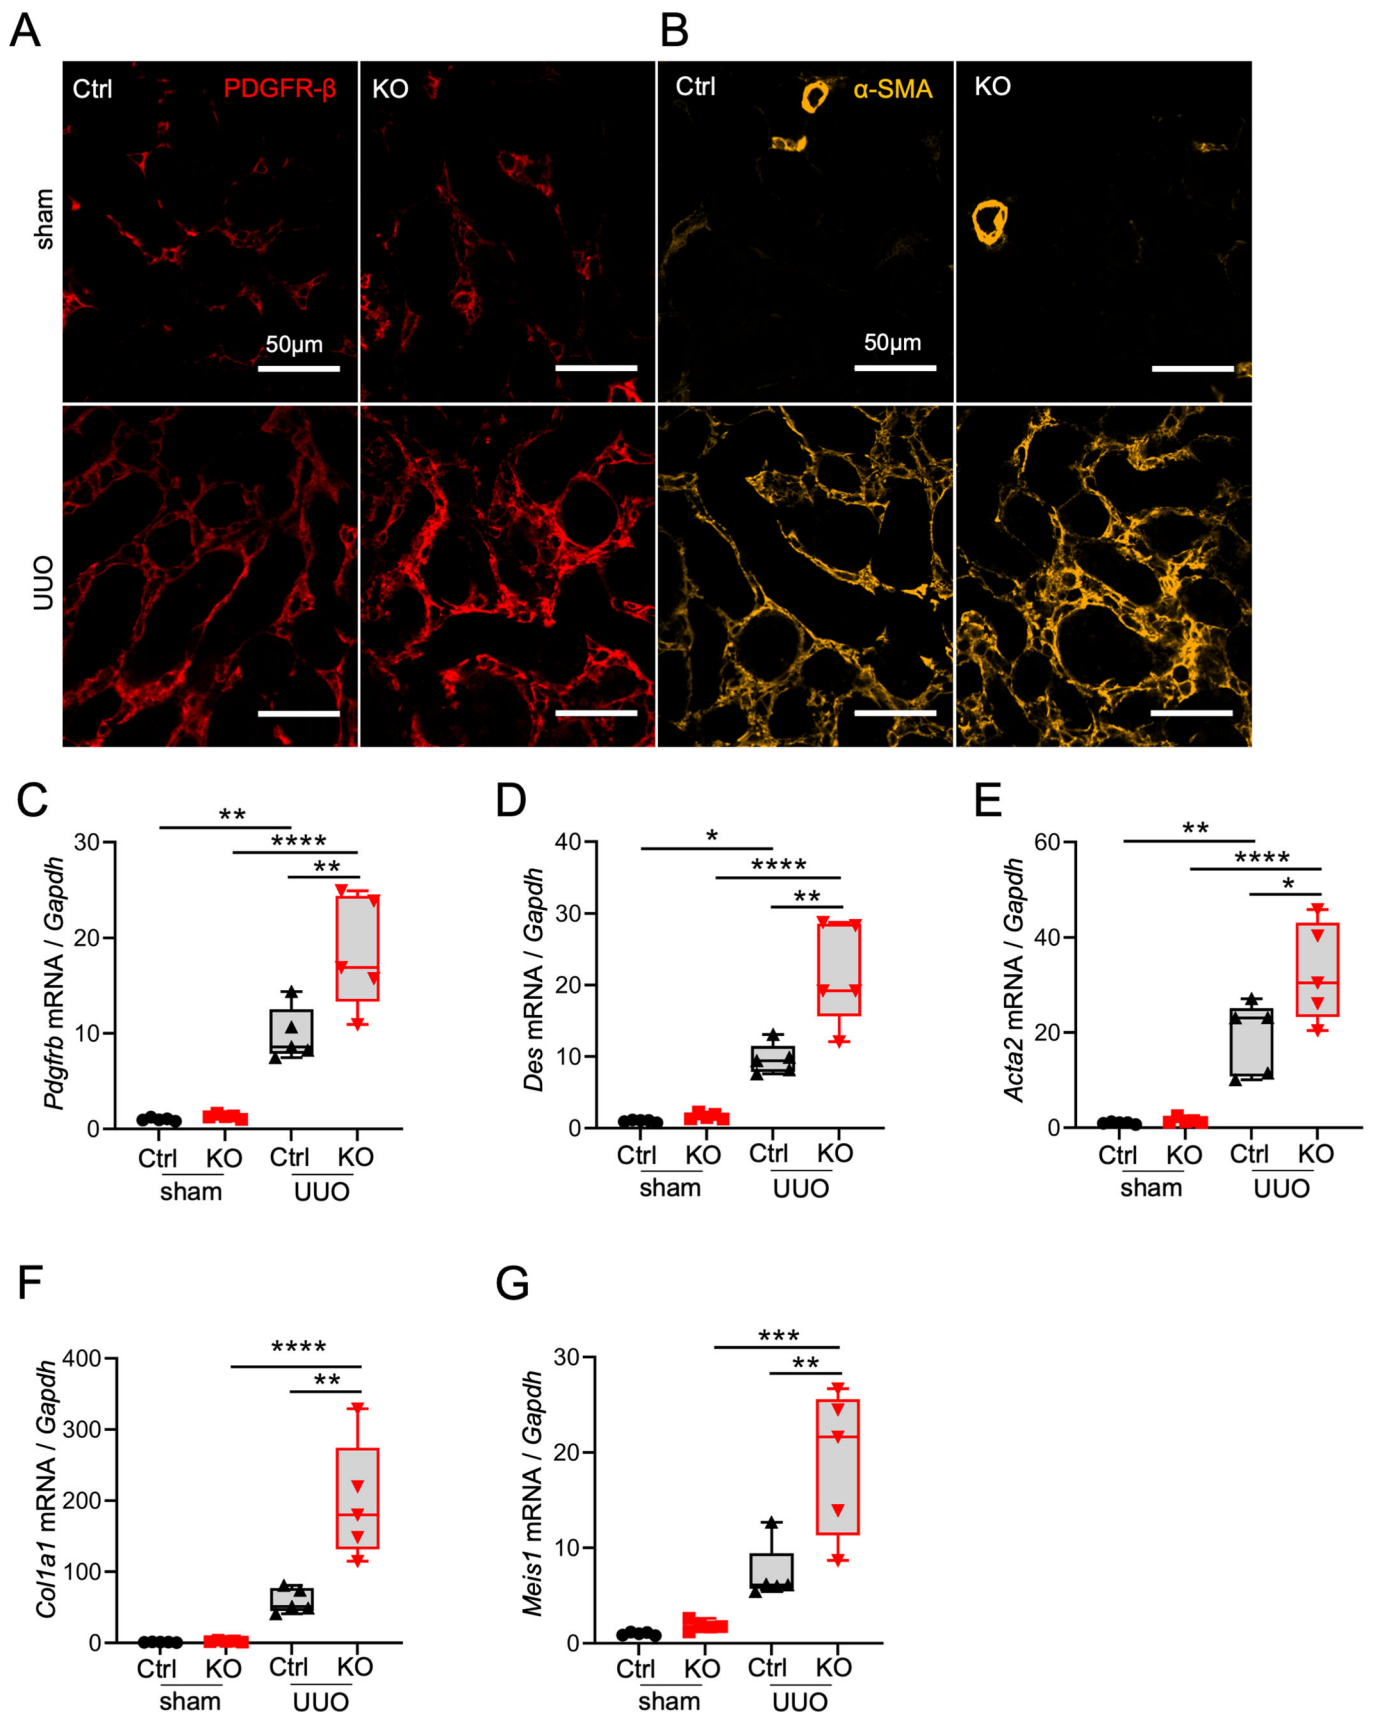 A
B
Ctrl PDGFR-β KO Ctrl α-SMA KO
sham
50µm 50µm
UUO
C
D
E
** 
****
**
Pdgfrb mRNA / Gapdh
30
20
10
0
Ctrl KO Ctrl KO
sham UUO
*
****
**
Des mRNA / Gapdh
40
30
20
10
0
Ctrl KO Ctrl KO
sham UUO
**
****
*
Acta2 mRNA / Gapdh
60
40
20
0
Ctrl KO Ctrl KO
sham UUO
F
G
****
**
Col1a1 mRNA / Gapdh
400
300
200
100
0
Ctrl KO Ctrl KO
sham UUO
***
**
Meis1 mRNA / Gapdh
30
20
10
0
Ctrl KO Ctrl KO
sham UUO